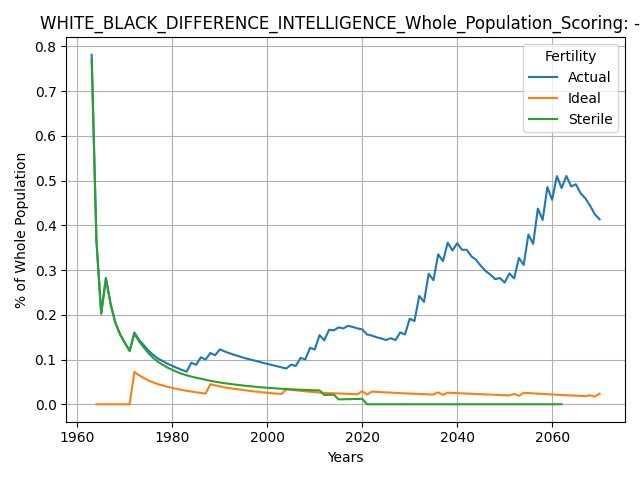 WHITE_BLACK_DIFFERENCE_INTELLIGENCE_Whole_Population_Scoring: -
Fertility
Actual
Ideal
Sterile
% of Whole Population
0.8
0.7
0.6
0.5
0.4
0.3
0.2
0.1
0.0
1960 1980 2000 2020 2040 2060
Years